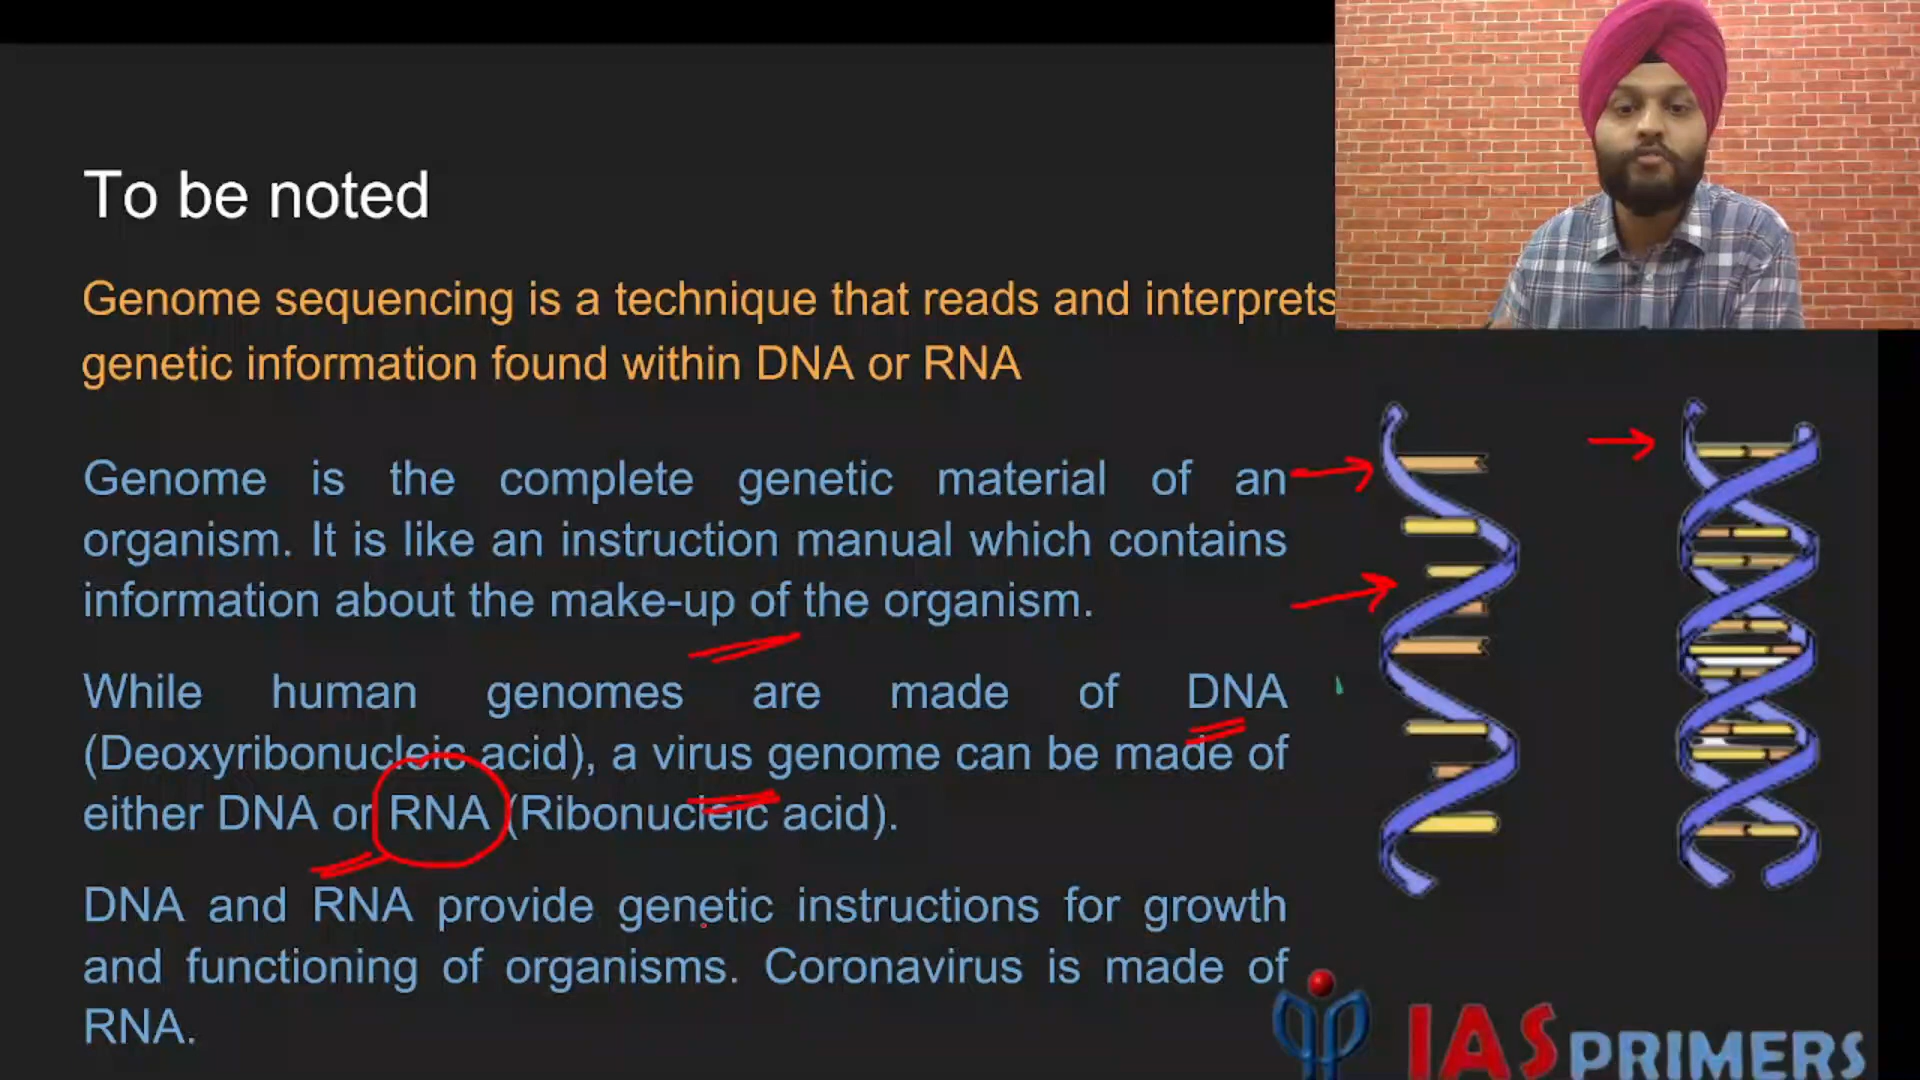 To be noted
Genome sequencing is a technique that reads and interprets
genetic information found within DNA or RNA
Genome is the complete genetic material of an
organism. It is like an instruction manual which contains
information about the make-up of the organism.
While human genomes are made of DNA
(Deoxyribonucleic acid), a virus genome can be made of
either DNA or RNA (Ribonucleic acid).
DNA and RNA provide genetic instructions for growth
and functioning of organisms. Coronavirus is made of
RNA.
IAS PRIMERS